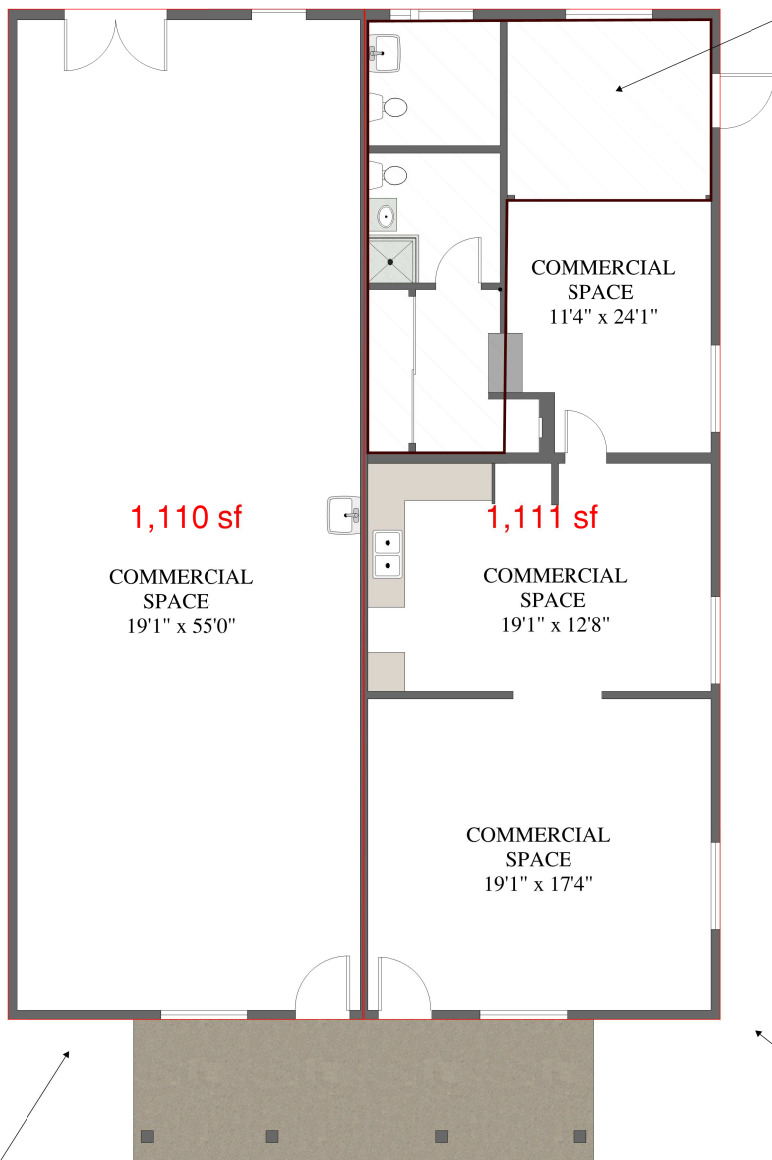 COMMERCIAL
SPACE
11'4" x 24'1"
1,110 sf
COMMERCIAL
SPACE
19'1" x 55'0"
1,111 sf
COMMERCIAL
SPACE
19'1" x 12'8"
COMMERCIAL
SPACE
19'1" x 17'4"